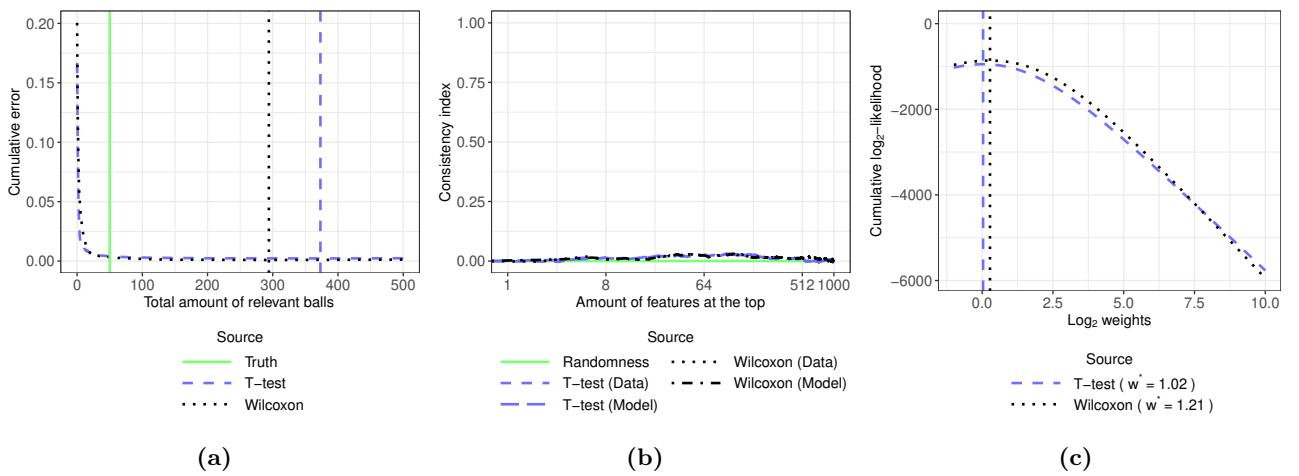 0.20
0.15
0.10
0.05
0.00
Cumulative error
0 100 200 300 400 500
Total amount of relevant balls
Source
Truth
T−test
Wilcoxon
(a)
1.00
0.75
0.50
0.25
0.00
Consistency index
1 8 64 512 1000
Amount of features at the top
Source
Randomness
T−test (Data)
T−test (Model)
Wilcoxon (Data)
Wilcoxon (Model)
(b)
0
−2000
−4000
−6000
Cumulative log₂−likelihood
0.0 2.5 5.0 7.5 10.0
Log₂ weights
Source
T−test ( w* = 1.02 )
Wilcoxon ( w* = 1.21 )
(c)